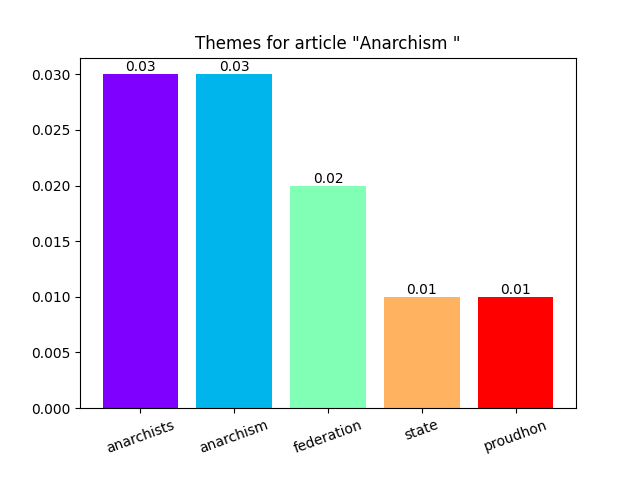 Themes for article "Anarchism "
0.030
0.025
0.020
0.015
0.010
0.005
0.000
0.03
0.03
0.02
0.01
0.01
anarchists
anarchism
federation
state
proudhon